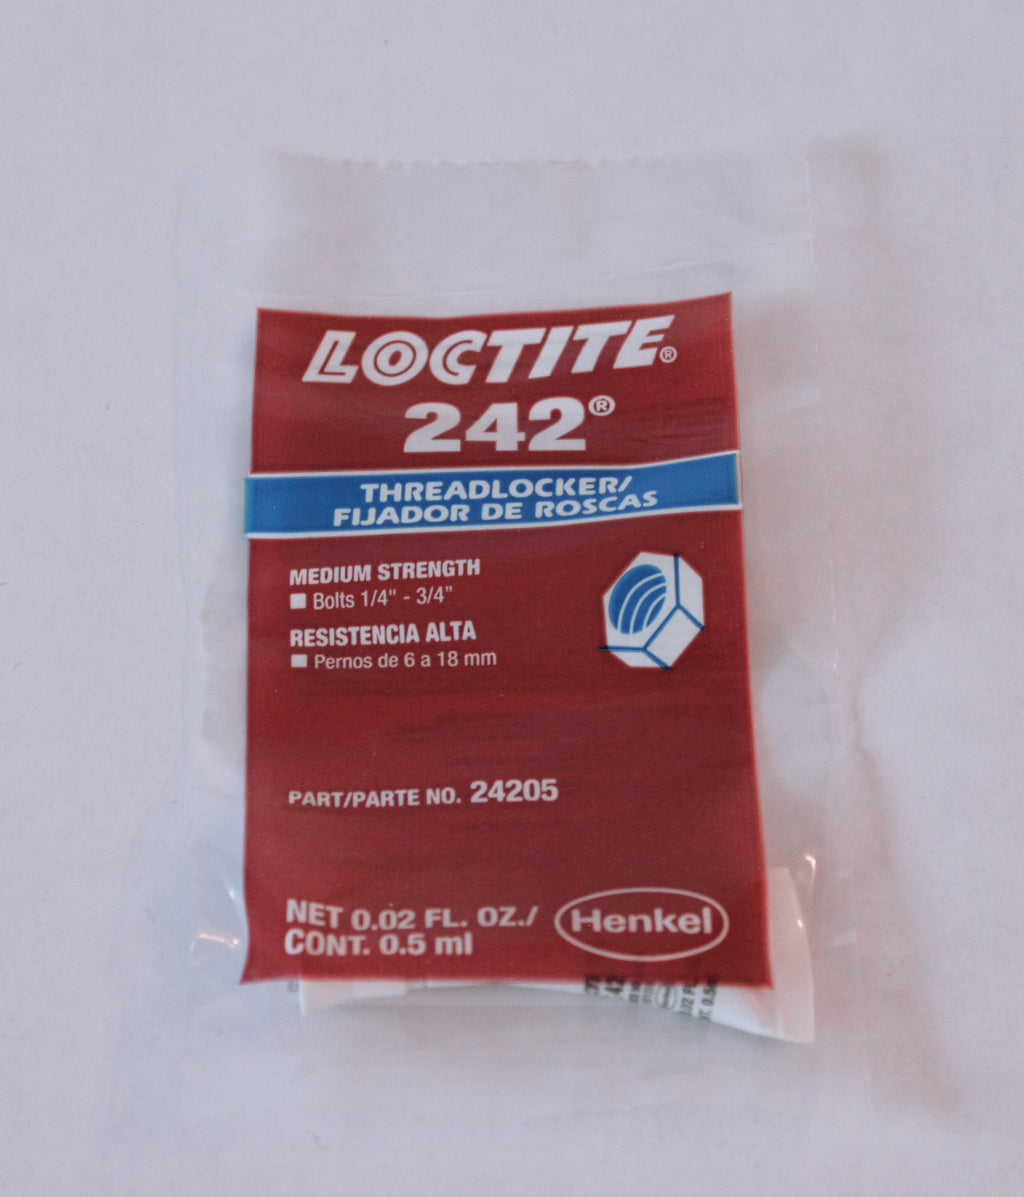 LOCTITE®
242®
THREADLOCKER/
FIJADOR DE ROSCAS
MEDIUM STRENGTH
Bolts 1/4" - 3/4"
RESISTENCIA ALTA
Pernos de 6 a 18 mm
PART/PARTE NO. 24205
NET 0.02 FL. OZ./
CONT. 0.5 ml
Henkel
242